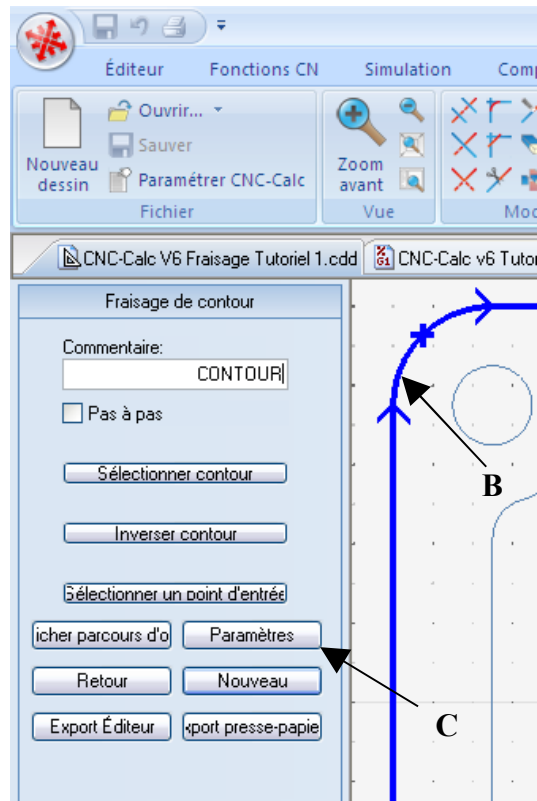 Éditeur Fonctions CN Simulation Comp
Nouveau dessin
Ouvrir...
Sauver
Paramétrer CNC-Calc
Zoom avant
Fichier Vue Mod
CNC-Calc V6 Fraisage Tutoriel 1.cdd CNC-Calc v6 Tutor
Fraisage de contour
Commentaire:
CONTOUR
Pas à pas
Sélectionner contour
Inverser contour
Sélectionner un point d'entrée
icher parcours d'o Paramètres
Retour Nouveau
Export Éditeur xport presse-papie
B
C